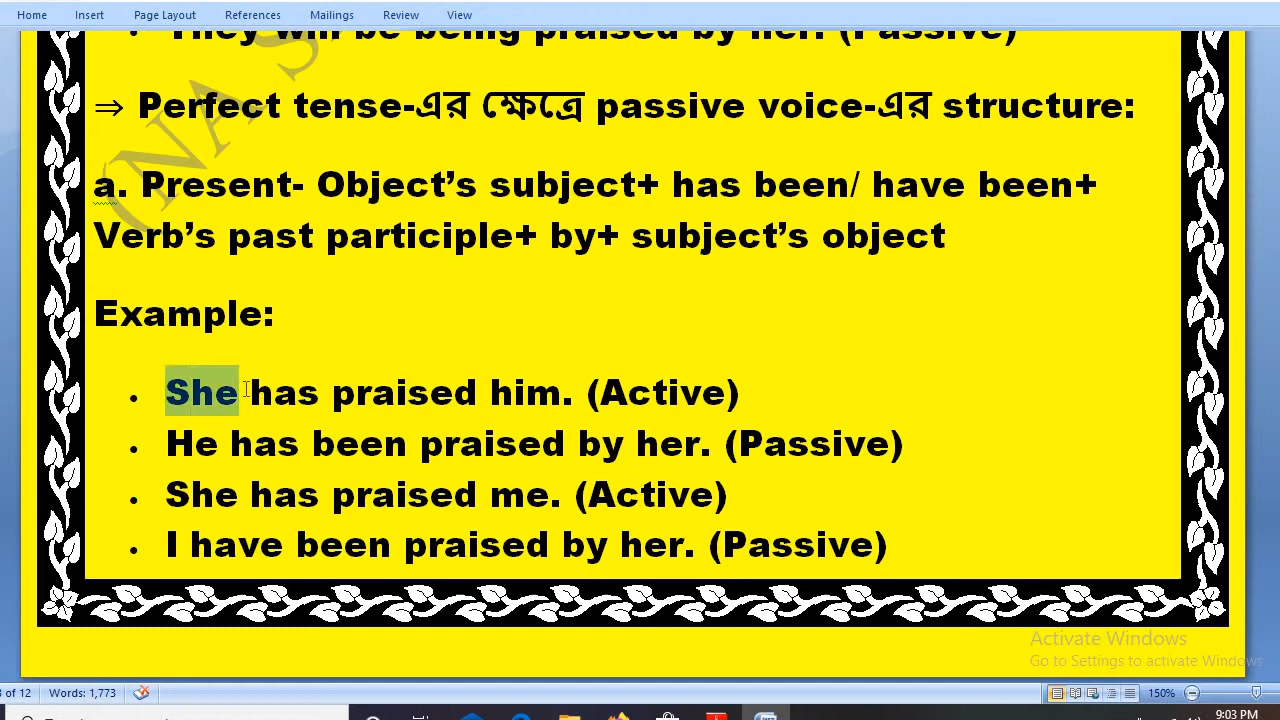 Home Insert Page Layout References Mailings Review View
They will be being praised by her. (Passive)
⇒ Perfect tense-এর ক্ষেত্রে passive voice-এর structure:
a. Present- Object’s subject+ has been/ have been+
Verb’s past participle+ by+ subject’s object
Example:
• She has praised him. (Active)
• He has been praised by her. (Passive)
• She has praised me. (Active)
• I have been praised by her. (Passive)
Activate Windows
Go to Settings to activate Windows
of 12 Words: 1,773 150%
9:03 PM